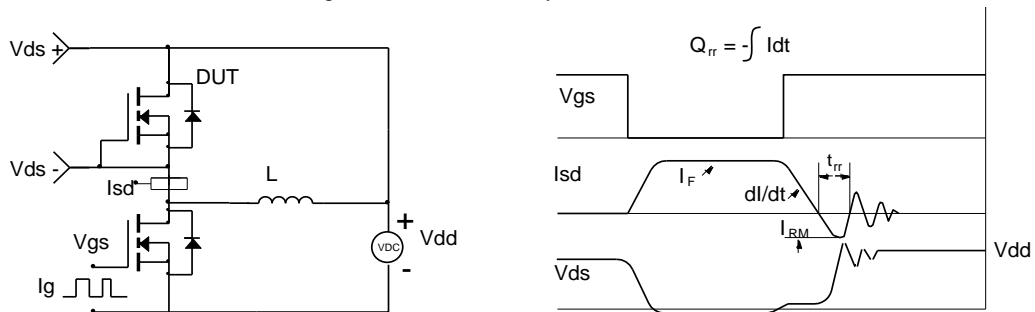 Vds +
DUT
Vds -
Isd
L
Vgs
+
VDC
-
Vdd
Ig
Qrr = -∫ Idt
Vgs
Isd
IF
dI/dt
trr
IRM
Vds
Vdd